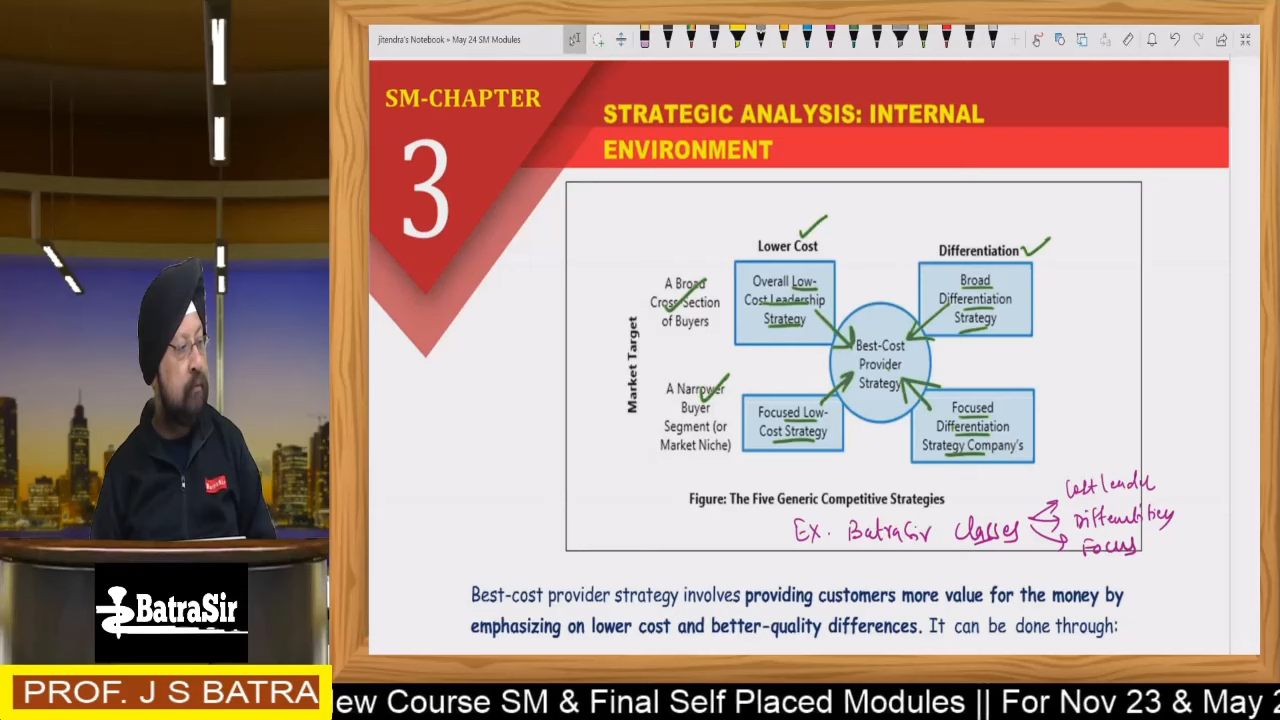 jitendra's Notebook » May 24 SM Modules
SM-CHAPTER
3
STRATEGIC ANALYSIS: INTERNAL
ENVIRONMENT
Lower Cost
Differentiation
Market Target
A Broad
Cross Section
of Buyers
Overall Low-
Cost Leadership
Strategy
Broad
Differentiation
Strategy
Best-Cost
Provider
Strategy
A Narrower
Buyer
Segment (or
Market Niche)
Focused Low-
Cost Strategy
Focused
Differentiation
Strategy Company's
Figure: The Five Generic Competitive Strategies
Ex. BatraSir Classes
Focus
Best-cost provider strategy involves providing customers more value for the money by
emphasizing on lower cost and better-quality differences. It can be done through:
BatraSir
PROF. J S BATRA
ew Course SM & Final Self Placed Modules || For Nov 23 & May 2